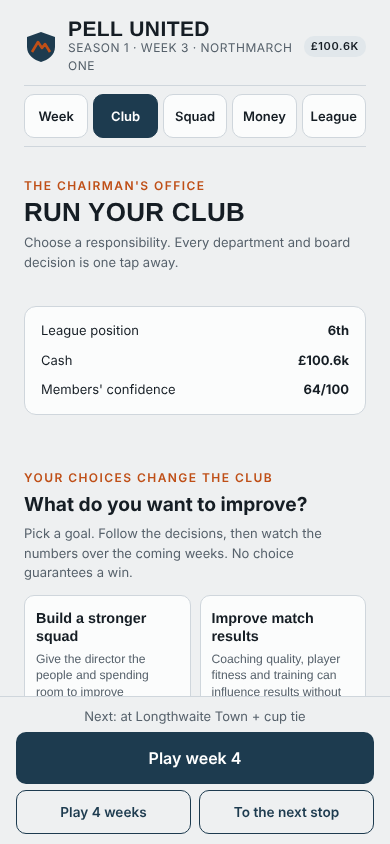 PELL UNITED
SEASON 1 · WEEK 3 · NORTHMARCH
ONE
£100.6K
Week
Club
Squad
Money
League
THE CHAIRMAN'S OFFICE
RUN YOUR CLUB
Choose a responsibility. Every department and board
decision is one tap away.
League position 6th
Cash £100.6k
Members' confidence 64/100
YOUR CHOICES CHANGE THE CLUB
What do you want to improve?
Pick a goal. Follow the decisions, then watch the
numbers over the coming weeks. No choice
guarantees a win.
Build a stronger
squad
Give the director the
people and spending
room to improve
Improve match
results
Coaching quality, player
fitness and training can
influence results without
Next: at Longthwaite Town + cup tie
Play week 4
Play 4 weeks
To the next stop